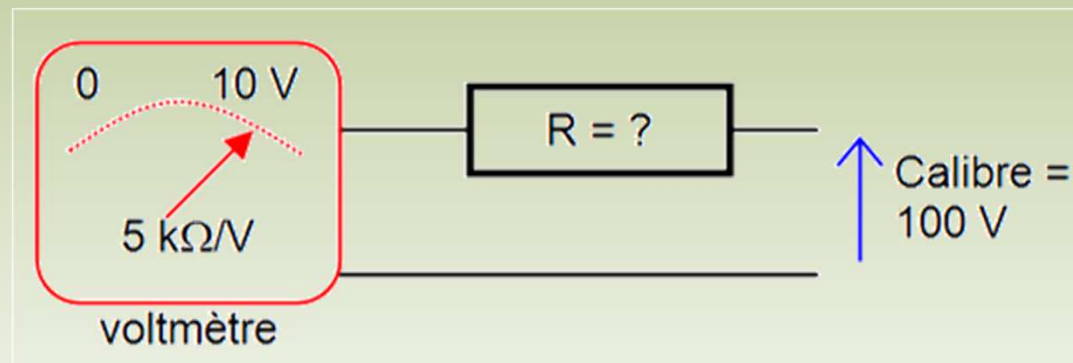 0 10 V
R = ?
5 kΩ/V
Calibre =
100 V
voltmètre